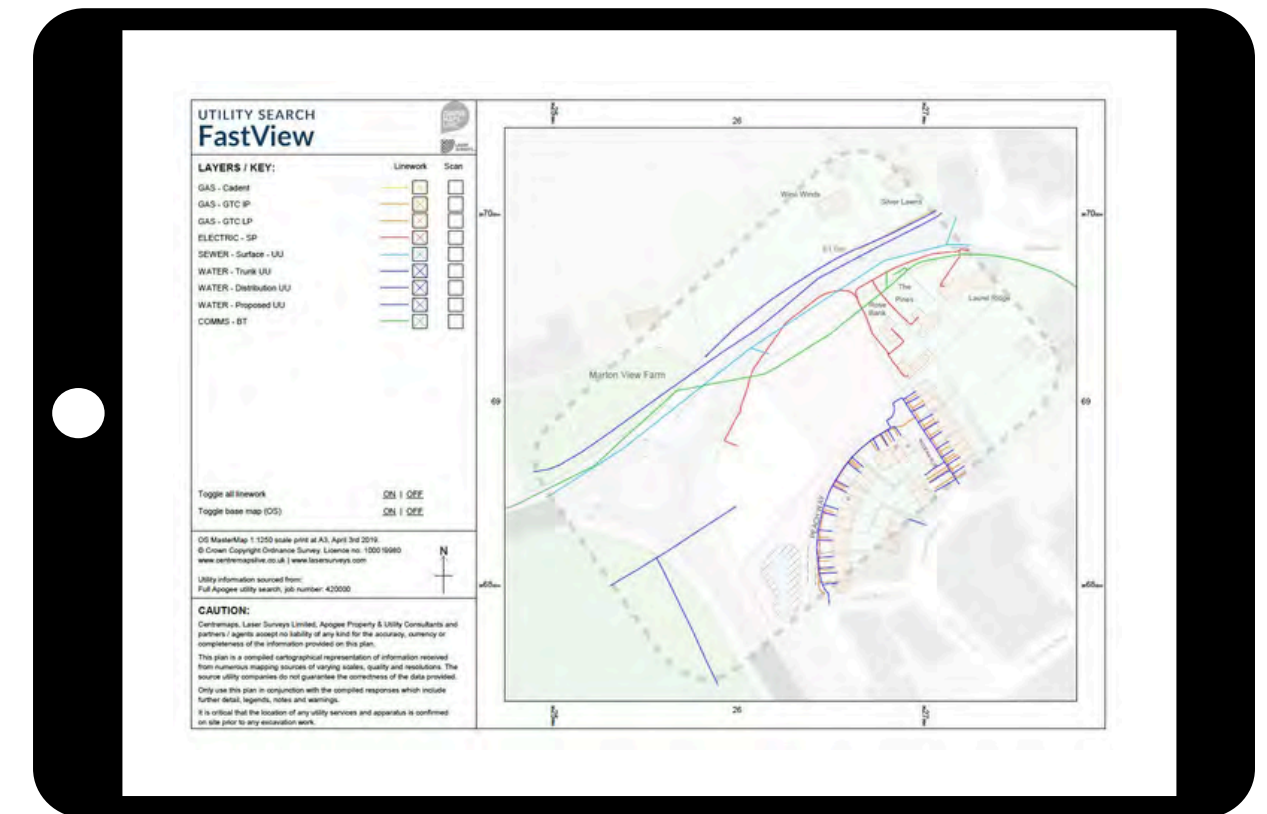 UTILITY SEARCH
FastView
LAYERS / KEY: Linework Scan
GAS - Cadent
GAS - GTC IP
GAS - GTC LP
ELECTRIC - SP
SEWER - Surface - UU
WATER - Trunk UU
WATER - Distribution UU
WATER - Proposed UU
COMMS - BT
Toggle all linework ON | OFF
Toggle base map (OS) ON | OFF
OS MasterMap 1:1250 scale print at A3, April 3rd 2019.
© Crown Copyright Ordnance Survey. Licence no. 100019980
www.centremapslive.co.uk | www.lasersurveys.com
N
Utility information sourced from:
Full Apogee utility search, job number: 420000
CAUTION:
Centremaps, Laser Surveys Limited, Apogee Property & Utility Consultants and
partners / agents accept no liability of any kind for the accuracy, currency or
completeness of the information provided on this plan.
This plan is a compiled cartographical representation of information received
from numerous mapping sources of varying scales, quality and resolutions. The
source utility companies do not guarantee the correctness of the data provided.
Only use this plan in conjunction with the compiled responses which include
further detail, legends, notes and warnings.
It is critical that the location of any utility services and apparatus is confirmed
on site prior to any excavation work.
26
West Winds
Silver Lawns
70
70
The
Pines
Rose
Bank
Laurel Ridge
Marton View Farm
69
69
PEACH WAY
26